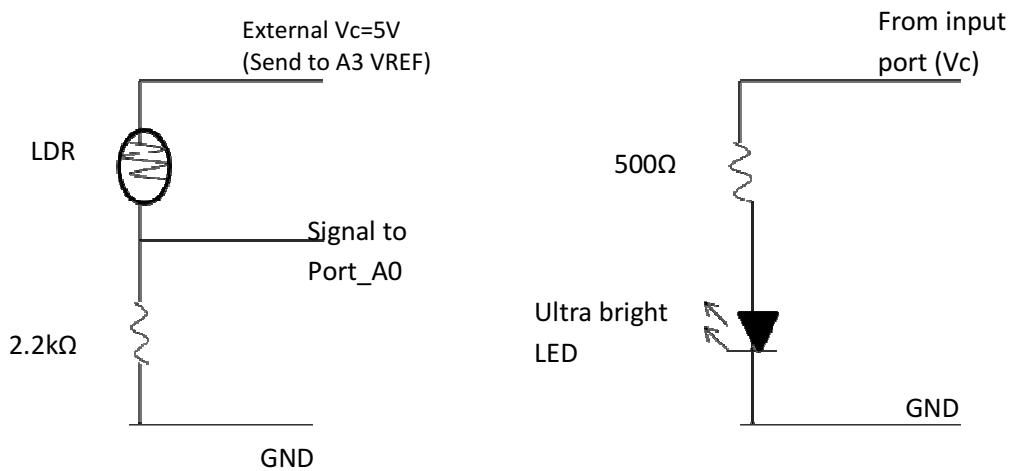 External Vc=5V
(Send to A3 VREF)
LDR
Signal to
Port_A0
2.2kΩ
GND
From input
port (Vc)
500Ω
Ultra bright
LED
GND